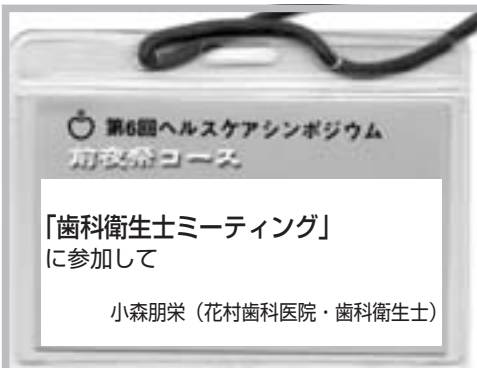 第6回ヘルスケアシンポジウム
前夜祭コース
「歯科衛生士ミーティング」
に参加して
小森朋栄（花村歯科医院・歯科衛生士）